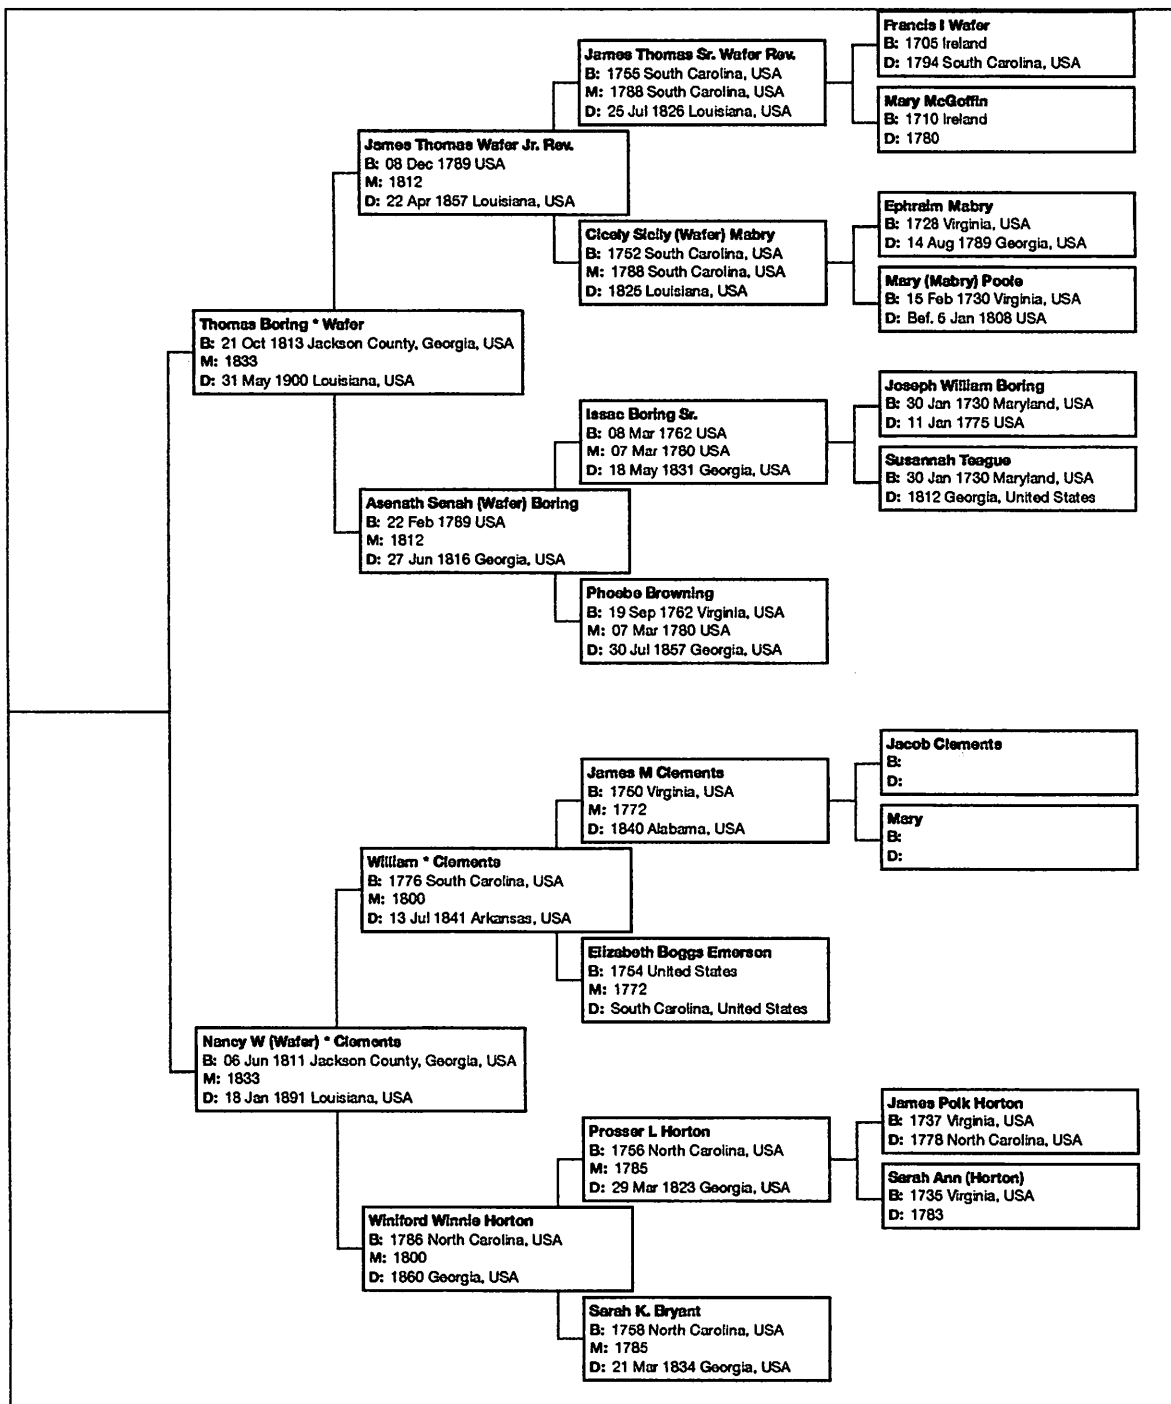 Francis I Wafer
B: 1705 Ireland
D: 1794 South Carolina, USA
James Thomas Sr. Wafer Rev.
B: 1755 South Carolina, USA
M: 1788 South Carolina, USA
D: 25 Jul 1826 Louisiana, USA
Mary McGoffin
B: 1710 Ireland
D: 1780
James Thomas Wafer Jr. Rev.
B: 08 Dec 1789 USA
M: 1812
D: 22 Apr 1857 Louisiana, USA
Ephraim Mabry
B: 1728 Virginia, USA
D: 14 Aug 1789 Georgia, USA
Cicely Sicily (Wafer) Mabry
B: 1752 South Carolina, USA
M: 1788 South Carolina, USA
D: 1825 Louisiana, USA
Mary (Mabry) Poole
B: 15 Feb 1730 Virginia, USA
D: Bef. 5 Jan 1808 USA
Thomas Boring * Wafer
B: 21 Oct 1813 Jackson County, Georgia, USA
M: 1833
D: 31 May 1900 Louisiana, USA
Joseph William Boring
B: 30 Jan 1730 Maryland, USA
D: 11 Jan 1775 USA
Issac Boring Sr.
B: 08 Mar 1762 USA
M: 07 Mar 1780 USA
D: 18 May 1831 Georgia, USA
Susannah Teague
B: 30 Jan 1730 Maryland, USA
D: 1812 Georgia, United States
Asenath Senah (Wafer) Boring
B: 22 Feb 1789 USA
M: 1812
D: 27 Jun 1816 Georgia, USA
Phoebe Browning
B: 19 Sep 1762 Virginia, USA
M: 07 Mar 1780 USA
D: 30 Jul 1857 Georgia, USA
Jacob Clements
B:
D:
James M Clements
B: 1750 Virginia, USA
M: 1772
D: 1840 Alabama, USA
Mary
B:
D:
William * Clements
B: 1776 South Carolina, USA
M: 1800
D: 13 Jul 1841 Arkansas, USA
Elizabeth Boggs Emerson
B: 1754 United States
M: 1772
D: South Carolina, United States
Nancy W (Wafer) * Clements
B: 06 Jun 1811 Jackson County, Georgia, USA
M: 1833
D: 18 Jan 1891 Louisiana, USA
James Polk Horton
B: 1737 Virginia, USA
D: 1778 North Carolina, USA
Prosser L Horton
B: 1756 North Carolina, USA
M: 1785
D: 29 Mar 1823 Georgia, USA
Sarah Ann (Horton)
B: 1735 Virginia, USA
D: 1783
Winiford Winnie Horton
B: 1786 North Carolina, USA
M: 1800
D: 1860 Georgia, USA
Sarah K. Bryant
B: 1758 North Carolina, USA
M: 1785
D: 21 Mar 1834 Georgia, USA